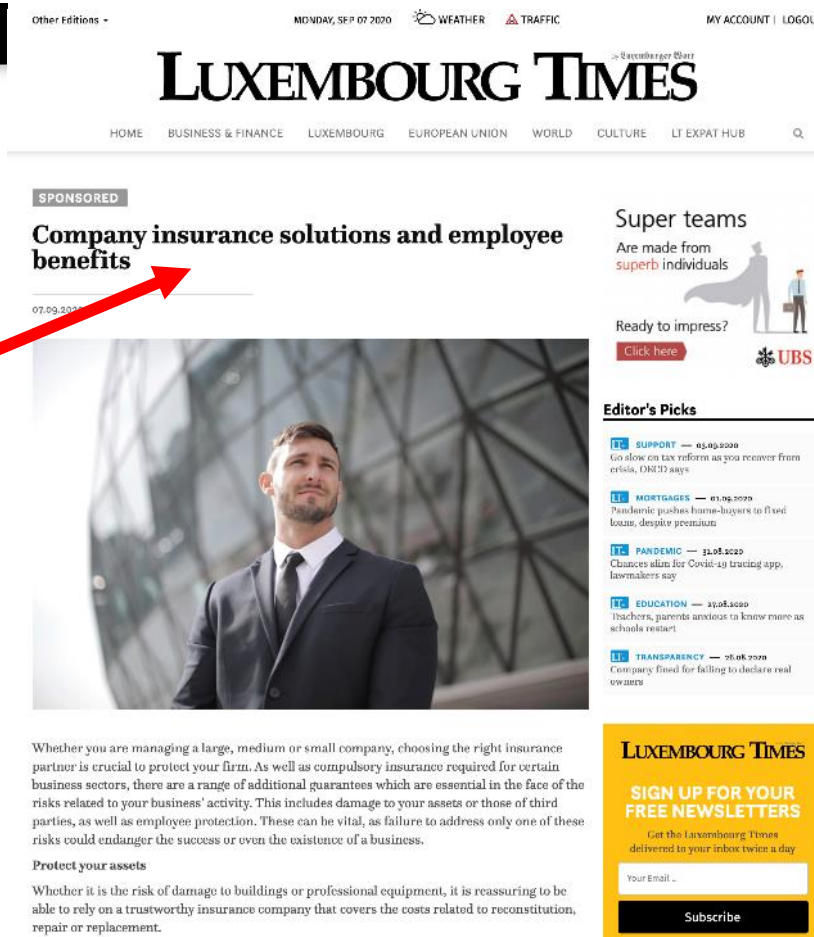 Other Editions
MONDAY, SEP 07 2020
WEATHER
TRAFFIC
MY ACCOUNT | LOGOU
by Luxemburger Wort
LUXEMBOURG TIMES
HOME BUSINESS & FINANCE LUXEMBOURG EUROPEAN UNION WORLD CULTURE LT EXPAT HUB
SPONSORED
Company insurance solutions and employee
benefits
07.09.2020
Whether you are managing a large, medium or small company, choosing the right insurance
partner is crucial to protect your firm. As well as compulsory insurance required for certain
business sectors, there are a range of additional guarantees which are essential in the face of the
risks related to your business' activity. This includes damage to your assets or those of third
parties, as well as employee protection. These can be vital, as failure to address only one of these
risks could endanger the success or even the existence of a business.
Protect your assets
Whether it is the risk of damage to buildings or professional equipment, it is reassuring to be
able to rely on a trustworthy insurance company that covers the costs related to reconstitution,
repair or replacement.
Super teams
Are made from
superb individuals
Ready to impress?
Click here
UBS
Editor's Picks
LT SUPPORT — 03.09.2020
Go slow on tax reform as you recover from
crisis, OECD says
LT MORTGAGES — 01.09.2020
Pandemic pushes home-buyers to fixed
loans, despite premium
LT PANDEMIC — 31.08.2020
Chances slim for Covid-19 tracing app,
lawmakers say
LT EDUCATION — 27.08.2020
Teachers, parents anxious to know more as
schools restart
LT TRANSPARENCY — 26.08.2020
Company fined for failing to declare real
owners
LUXEMBOURG TIMES
SIGN UP FOR YOUR
FREE NEWSLETTERS
Get the Luxembourg Times
delivered to your inbox twice a day
Your Email ..
Subscribe